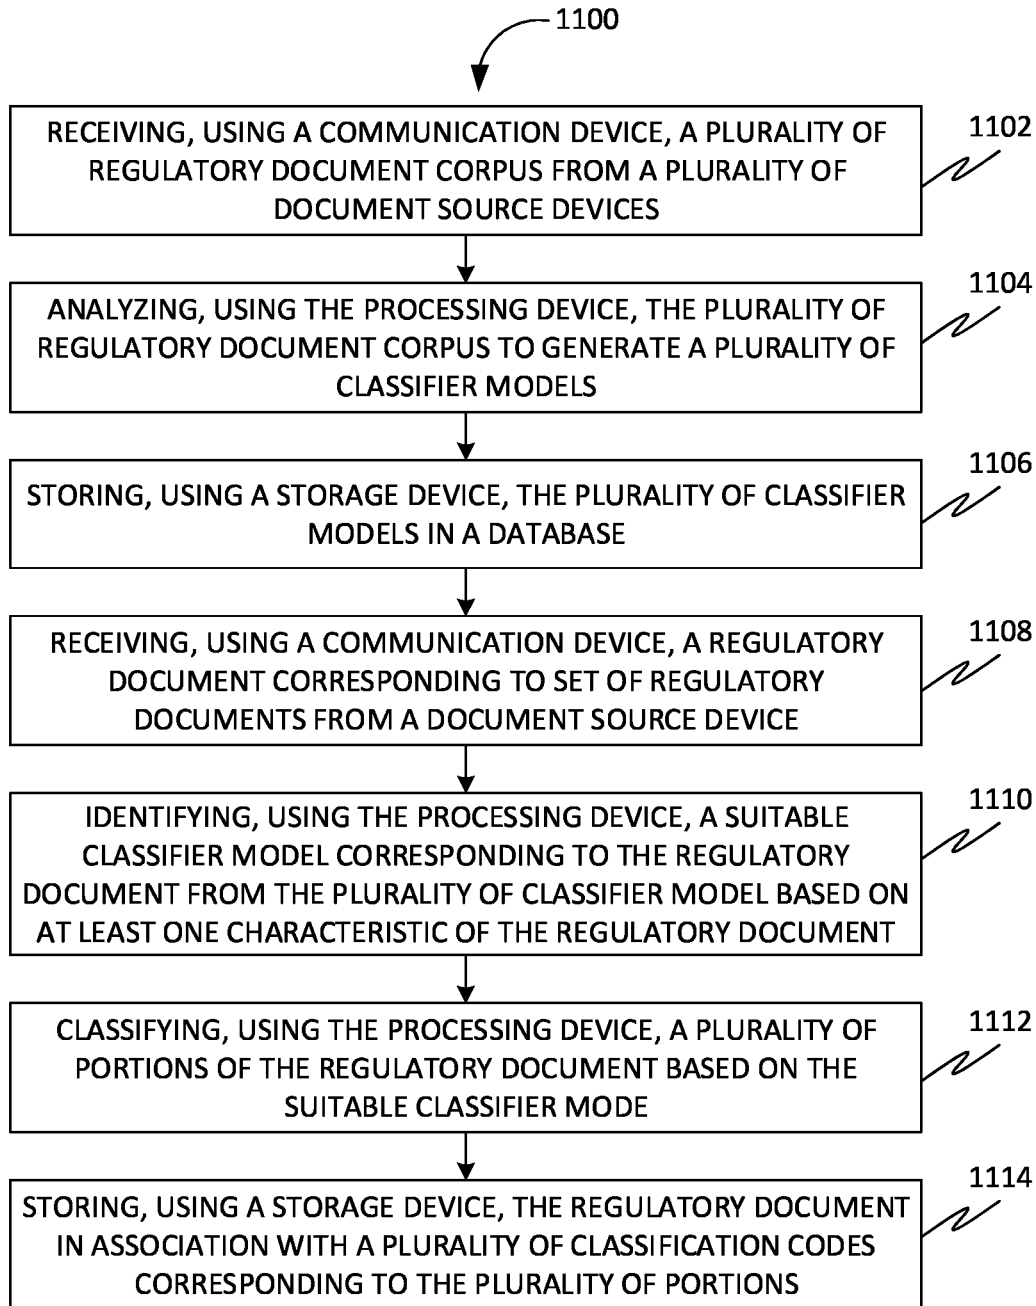 1100
RECEIVING, USING A COMMUNICATION DEVICE, A PLURALITY OF
REGULATORY DOCUMENT CORPUS FROM A PLURALITY OF
DOCUMENT SOURCE DEVICES
1102
ANALYZING, USING THE PROCESSING DEVICE, THE PLURALITY OF
REGULATORY DOCUMENT CORPUS TO GENERATE A PLURALITY OF
CLASSIFIER MODELS
1104
STORING, USING A STORAGE DEVICE, THE PLURALITY OF CLASSIFIER
MODELS IN A DATABASE
1106
RECEIVING, USING A COMMUNICATION DEVICE, A REGULATORY
DOCUMENT CORRESPONDING TO SET OF REGULATORY
DOCUMENTS FROM A DOCUMENT SOURCE DEVICE
1108
IDENTIFYING, USING THE PROCESSING DEVICE, A SUITABLE
CLASSIFIER MODEL CORRESPONDING TO THE REGULATORY
DOCUMENT FROM THE PLURALITY OF CLASSIFIER MODEL BASED ON
AT LEAST ONE CHARACTERISTIC OF THE REGULATORY DOCUMENT
1110
CLASSIFYING, USING THE PROCESSING DEVICE, A PLURALITY OF
PORTIONS OF THE REGULATORY DOCUMENT BASED ON THE
SUITABLE CLASSIFIER MODE
1112
STORING, USING A STORAGE DEVICE, THE REGULATORY DOCUMENT
IN ASSOCIATION WITH A PLURALITY OF CLASSIFICATION CODES
CORRESPONDING TO THE PLURALITY OF PORTIONS
1114